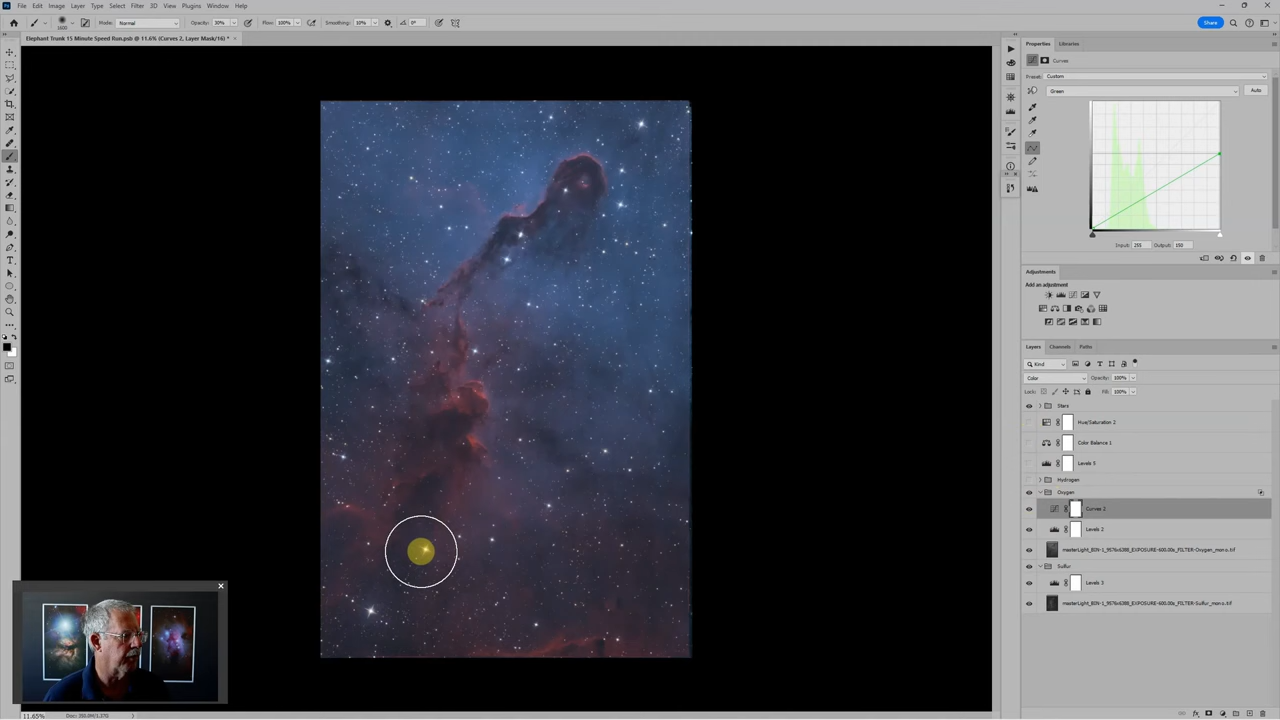 File Edit Image Layer Type Select Filter 3D View Plugins Window Help
Mode: Normal Opacity: 30% Flow: 100% Smoothing: 10% 0° Share
Elephant Trunk 15 Minute Speed Run.psb @ 11.6% (Curves 2, Layer Mask/16) *
Properties Libraries
Curves
Preset: Custom
Green Auto
Input: 255 Output: 150
Adjustments
Add an adjustment
Layers Channels Paths
Kind
Color Opacity: 100%
Lock: Fill: 100%
Stars
Hue/Saturation 2
Color Balance 1
Levels 5
Hydrogen
Oxygen
Curves 2
Levels 2
masterLight_BIN-1_9576x6388_EXPOSURE-600.00s_FILTER-Oxygen_mono.tif
Sulfur
Levels 3
masterLight_BIN-1_9576x6388_EXPOSURE-600.00s_FILTER-Sulfur_mono.tif
11.65%